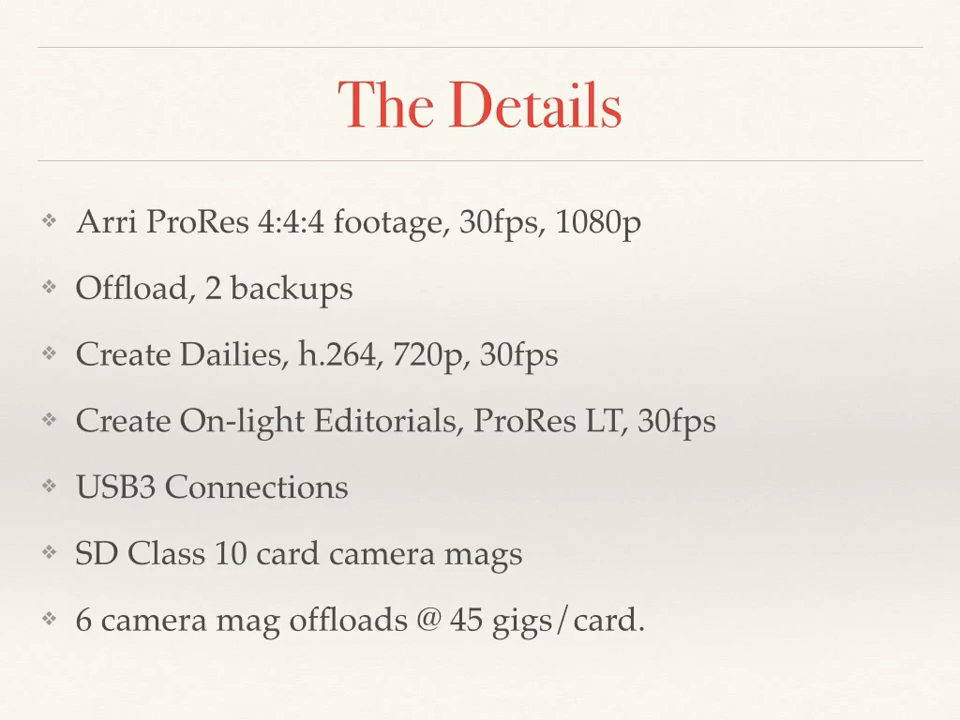 The Details
Arri ProRes 4:4:4 footage, 30fps, 1080p
Offload, 2 backups
Create Dailies, h.264, 720p, 30fps
Create On-light Editorials, ProRes LT, 30fps
USB3 Connections
SD Class 10 card camera mags
6 camera mag offloads @ 45 gigs/card.